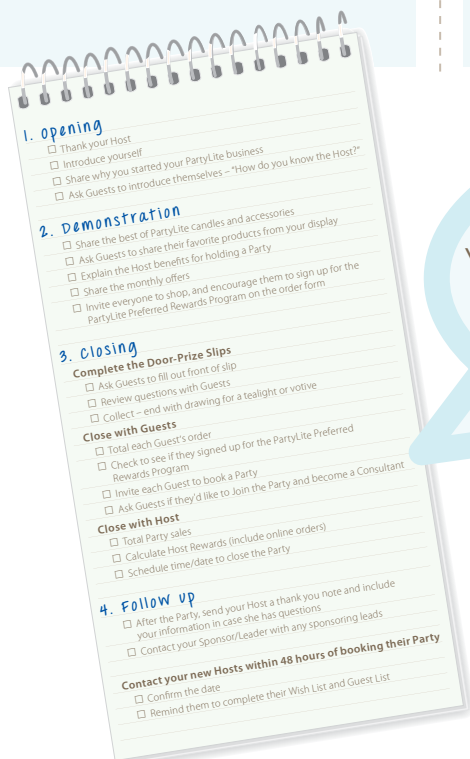 1. Opening
☐ Thank your Host
☐ Introduce yourself
☐ Share why you started your PartyLite business
☐ Ask Guests to introduce themselves – "How do you know the Host?"
2. Demonstration
☐ Share the best of PartyLite candles and accessories
☐ Ask Guests to share their favorite products from your display
☐ Explain the Host benefits for holding a Party
☐ Share the monthly offers
☐ Invite everyone to shop, and encourage them to sign up for the
PartyLite Preferred Rewards Program on the order form
3. Closing
Complete the Door-Prize Slips
☐ Ask Guests to fill out front of slip
☐ Review questions with Guests
☐ Collect – end with drawing for a tealight or votive
Close with Guests
☐ Total each Guest's order
☐ Check to see if they signed up for the PartyLite Preferred
Rewards Program
☐ Invite each Guest to book a Party
☐ Ask Guests if they'd like to Join the Party and become a Consultant
Close with Host
☐ Total Party sales
☐ Calculate Host Rewards (include online orders)
☐ Schedule time/date to close the Party
4. Follow up
☐ After the Party, send your Host a thank you note and include
your information in case she has questions
☐ Contact your Sponsor/Leader with any sponsoring leads
Contact your new Hosts within 48 hours of booking their Party
☐ Confirm the date
☐ Remind them to complete their Wish List and Guest List